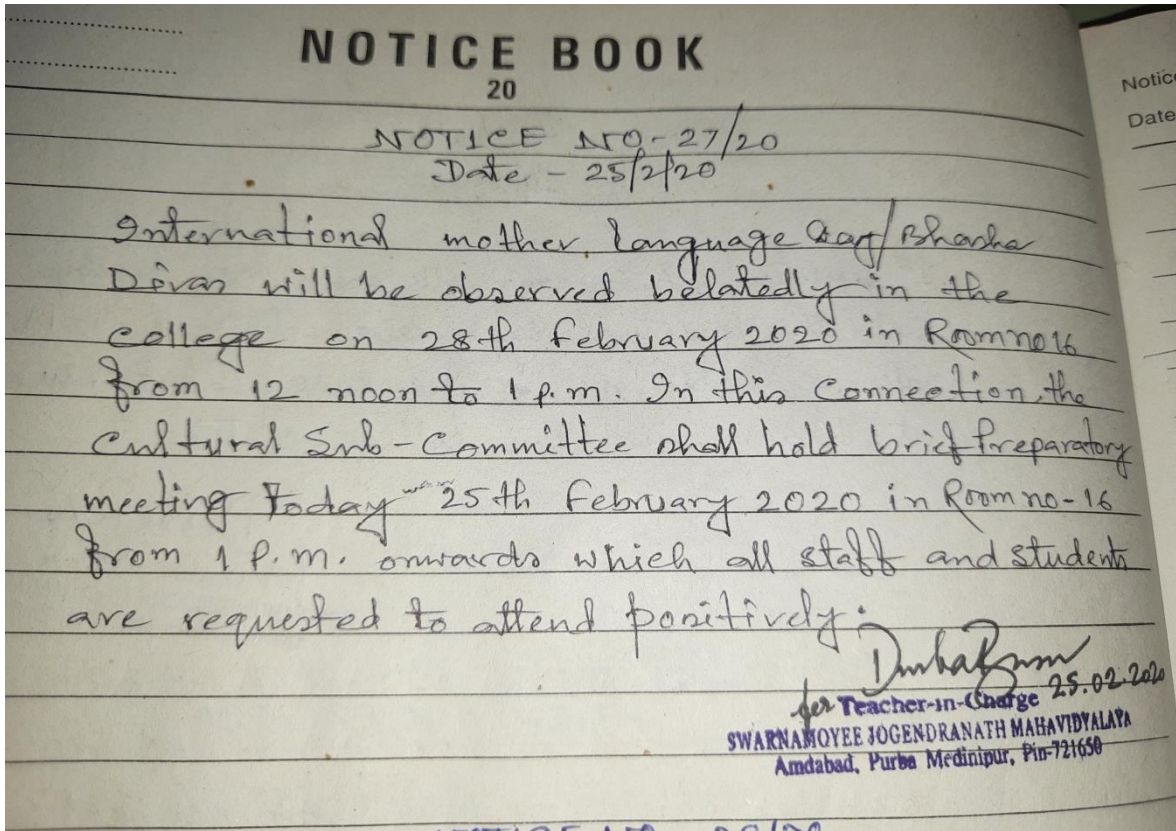 NOTICE BOOK
20
Notice
Date
NOTICE NO-27/20
Date - 25/2/20
International mother language Day/Bhasha
Divas will be observed belatedly in the
college on 28th february 2020 in Room no 16
from 12 noon to 1 p.m. In this Connection, the
Cultural Sub-Committee shall hold brief Preparatory
meeting Today 25th February 2020 in Room no-16
from 1 P.m. onwards which all staff and students
are requested to attend positively.
25.02.2020
for Teacher-in-Charge
SWARNAMOYEE JOGENDRANATH MAHAVIDYALAYA
Amdabad, Purba Medinipur, Pin-721650